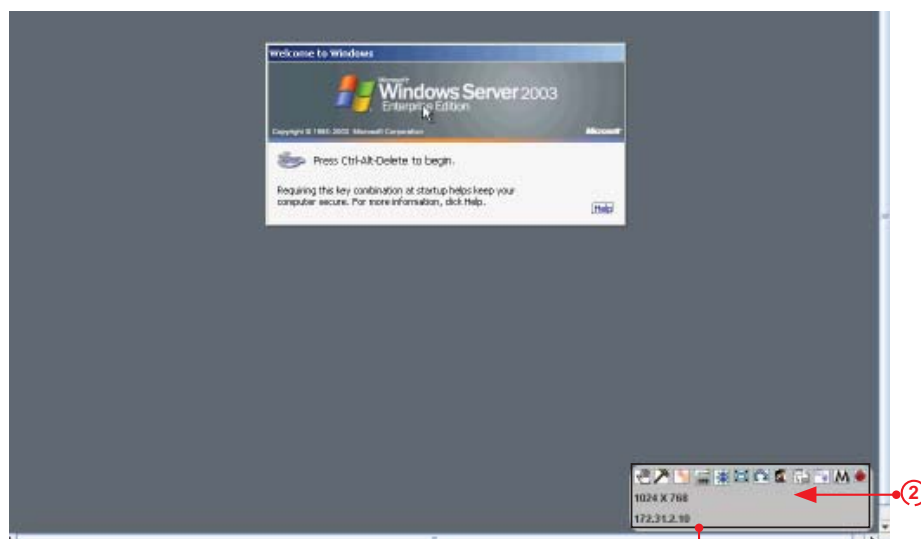 Welcome to Windows
Microsoft
Windows Server 2003
Enterprise Edition
Copyright © 1985-2003 Microsoft Corporation
Microsoft
Press Ctrl-Alt-Delete to begin.
Requiring this key combination at startup helps keep your
computer secure. For more information, click Help.
Help
M
1024 X 768
172.31.2.10
2